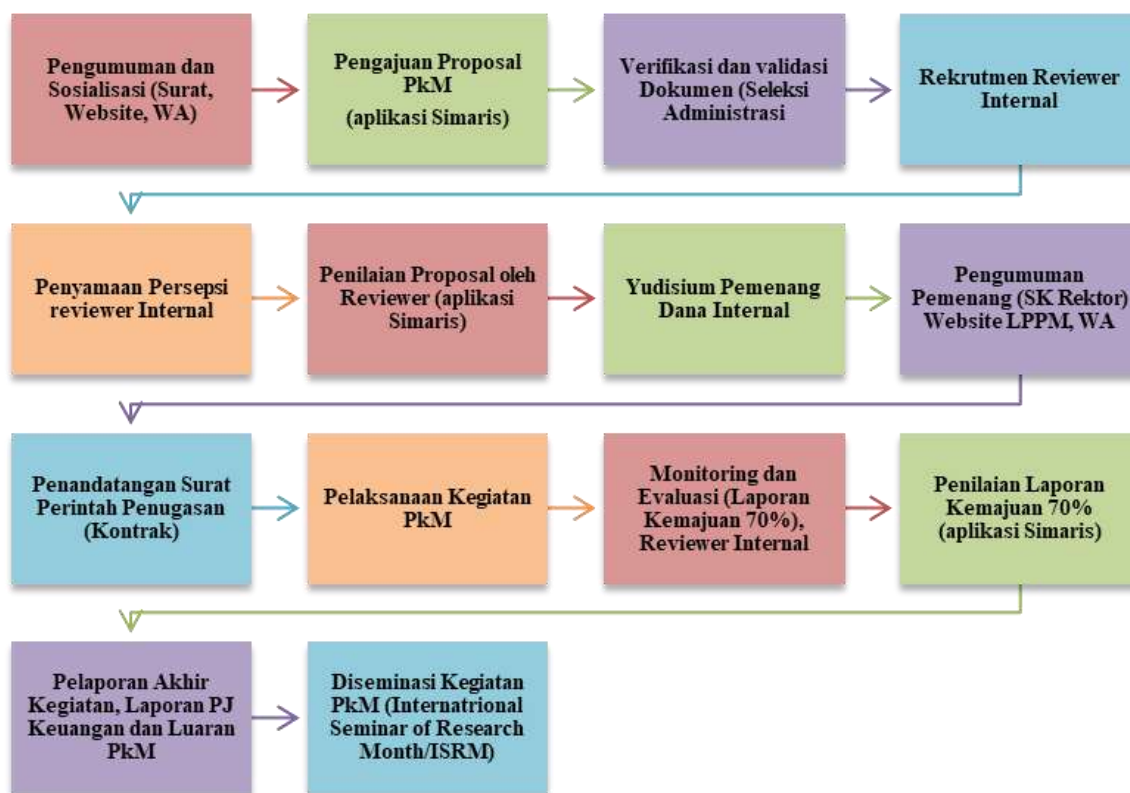 Pengumuman dan
Sosialisasi (Surat,
Website, WA)
Pengajuan Proposal
PkM
(aplikasi Simaris)
Verifikasi dan validasi
Dokumen (Seleksi
Administrasi
Rekrutmen Reviewer
Internal
Penyamaan Persepsi
reviewer Internal
Penilaian Proposal oleh
Reviewer (aplikasi
Simaris)
Yudisium Pemenang
Dana Internal
Pengumuman
Pemenang (SK Rektor)
Website LPPM, WA
Penandatangan Surat
Perintah Penugasan
(Kontrak)
Pelaksanaan Kegiatan
PkM
Monitoring dan
Evaluasi (Laporan
Kemajuan 70%),
Reviewer Internal
Penilaian Laporan
Kemajuan 70%
(aplikasi Simaris)
Pelaporan Akhir
Kegiatan, Laporan PJ
Keuangan dan Luaran
PkM
Diseminasi Kegiatan
PkM (Internatrional
Seminar of Research
Month/ISRM)